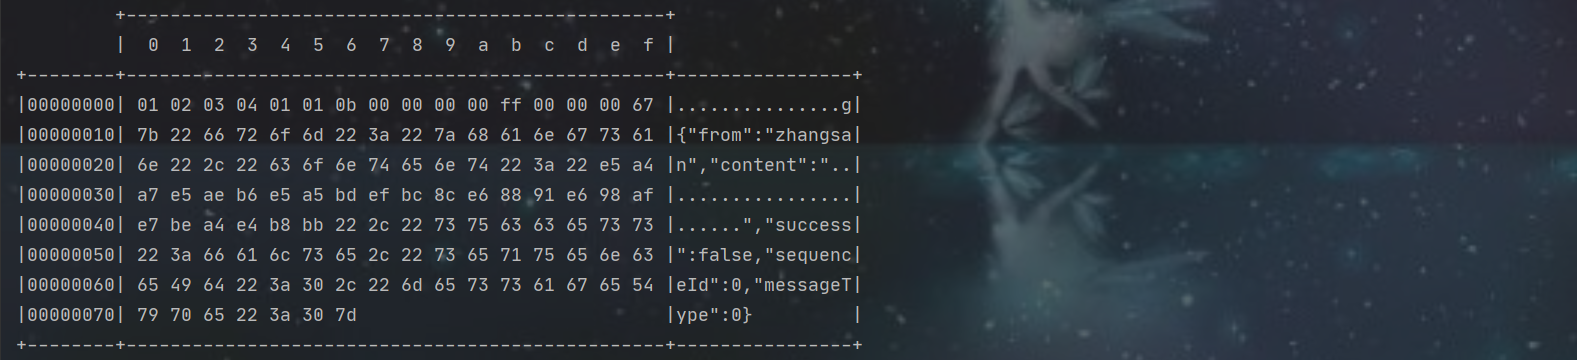 +-------------------------------------------------+
         |  0  1  2  3  4  5  6  7  8  9  a  b  c  d  e  f |
+--------+-------------------------------------------------+----------------+
|00000000| 01 02 03 04 01 01 0b 00 00 00 00 ff 00 00 00 67 |...............g|
|00000010| 7b 22 66 72 6f 6d 22 3a 22 7a 68 61 6e 67 73 61 |{"from":"zhangsa|
|00000020| 6e 22 2c 22 63 6f 6e 74 65 6e 74 22 3a 22 e5 a4 |n","content":"..|
|00000030| a7 e5 ae b6 e5 a5 bd ef bc 8c e6 88 91 e6 98 af |................|
|00000040| e7 be a4 e4 b8 bb 22 2c 22 73 75 63 63 65 73 73 |......","success|
|00000050| 22 3a 66 61 6c 73 65 2c 22 73 65 71 75 65 6e 63 |":false,"sequenc|
|00000060| 65 49 64 22 3a 30 2c 22 6d 65 73 73 61 67 65 54 |eId":0,"messageT|
|00000070| 79 70 65 22 3a 30 7d                            |ype":0}         |
+--------+-------------------------------------------------+----------------+